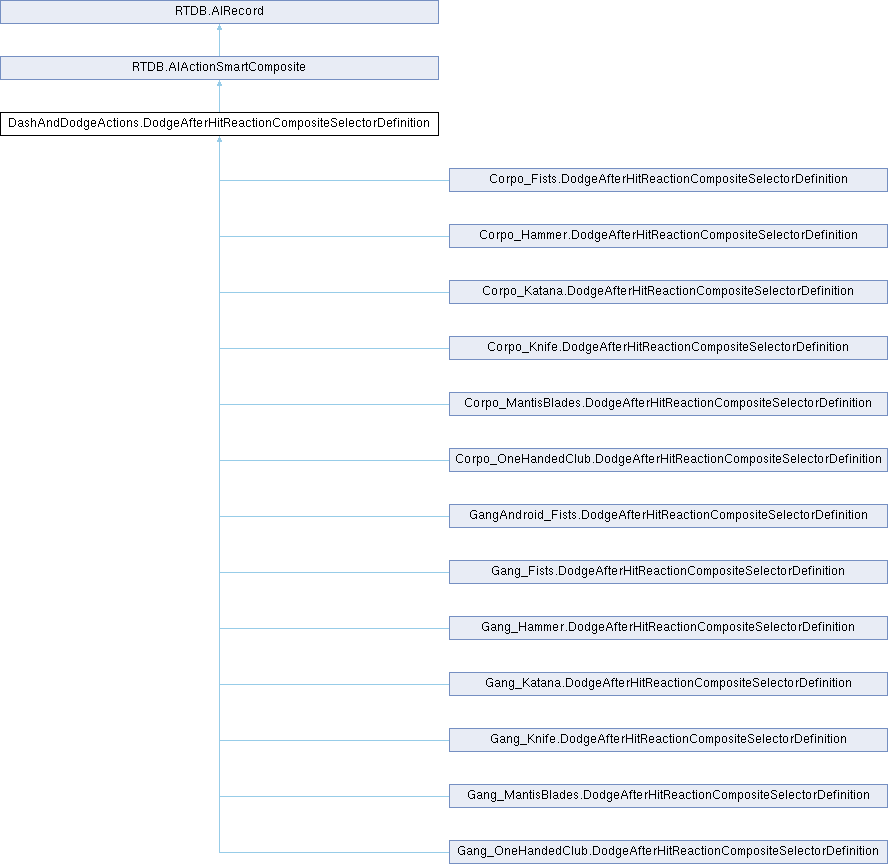 RTDB.AIRecord
RTDB.AIActionSmartComposite
DashAndDodgeActions.DodgeAfterHitReactionCompositeSelectorDefinition
Corpo_Fists.DodgeAfterHitReactionCompositeSelectorDefinition
Corpo_Hammer.DodgeAfterHitReactionCompositeSelectorDefinition
Corpo_Katana.DodgeAfterHitReactionCompositeSelectorDefinition
Corpo_Knife.DodgeAfterHitReactionCompositeSelectorDefinition
Corpo_MantisBlades.DodgeAfterHitReactionCompositeSelectorDefinition
Corpo_OneHandedClub.DodgeAfterHitReactionCompositeSelectorDefinition
GangAndroid_Fists.DodgeAfterHitReactionCompositeSelectorDefinition
Gang_Fists.DodgeAfterHitReactionCompositeSelectorDefinition
Gang_Hammer.DodgeAfterHitReactionCompositeSelectorDefinition
Gang_Katana.DodgeAfterHitReactionCompositeSelectorDefinition
Gang_Knife.DodgeAfterHitReactionCompositeSelectorDefinition
Gang_MantisBlades.DodgeAfterHitReactionCompositeSelectorDefinition
Gang_OneHandedClub.DodgeAfterHitReactionCompositeSelectorDefinition